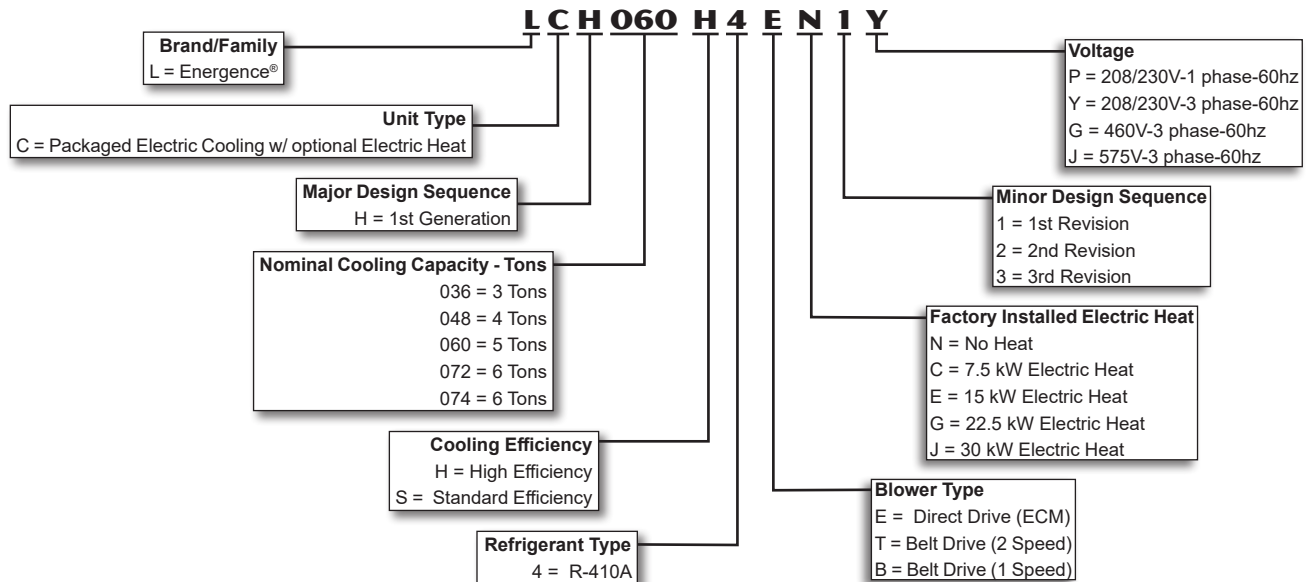 LCH060H4EN1Y
Brand/Family
L = Energence®
Unit Type
C = Packaged Electric Cooling w/ optional Electric Heat
Major Design Sequence
H = 1st Generation
Nominal Cooling Capacity - Tons
036 = 3 Tons
048 = 4 Tons
060 = 5 Tons
072 = 6 Tons
074 = 6 Tons
Cooling Efficiency
H = High Efficiency
S = Standard Efficiency
Refrigerant Type
4 = R-410A
Voltage
P = 208/230V-1 phase-60hz
Y = 208/230V-3 phase-60hz
G = 460V-3 phase-60hz
J = 575V-3 phase-60hz
Minor Design Sequence
1 = 1st Revision
2 = 2nd Revision
3 = 3rd Revision
Factory Installed Electric Heat
N = No Heat
C = 7.5 kW Electric Heat
E = 15 kW Electric Heat
G = 22.5 kW Electric Heat
J = 30 kW Electric Heat
Blower Type
E = Direct Drive (ECM)
T = Belt Drive (2 Speed)
B = Belt Drive (1 Speed)